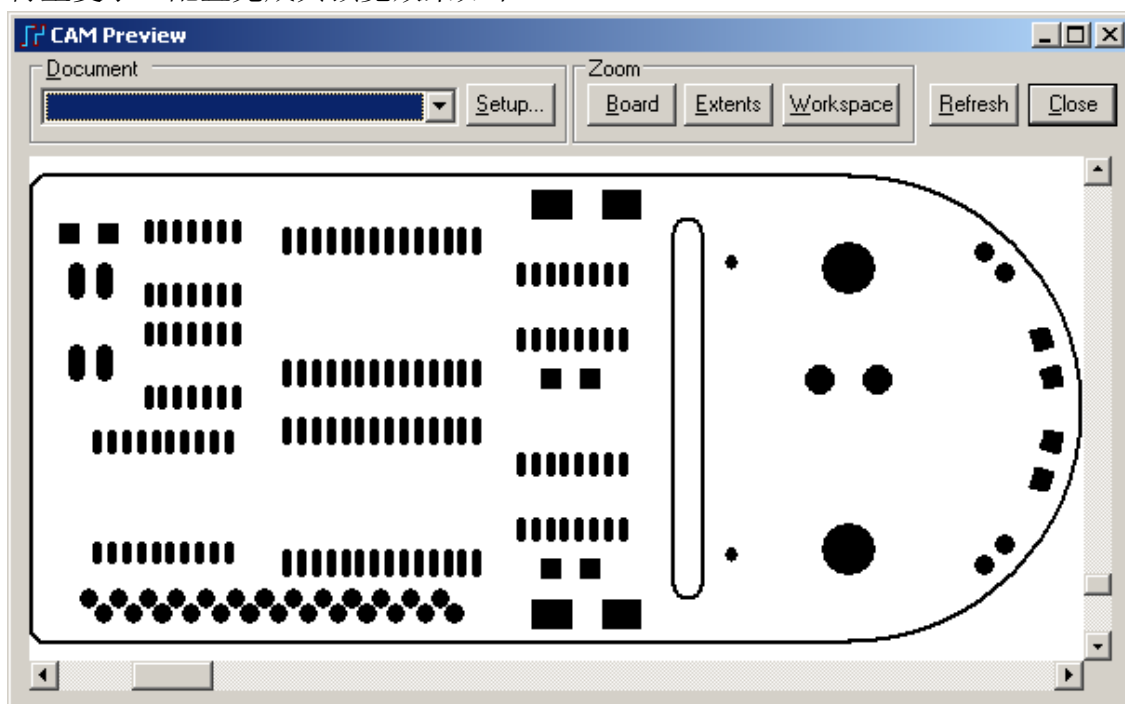 CAM Preview
Document
Zoom
Setup...
Board
Extents
Workspace
Refresh
Close